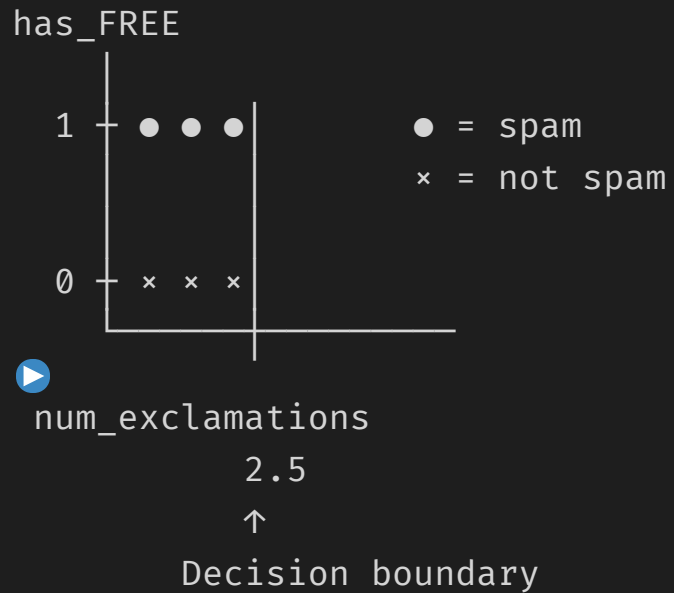 has_FREE
1 ● ● ● ● = spam
× = not spam
0 × × ×
▶
num_exclamations
2.5
↑
Decision boundary